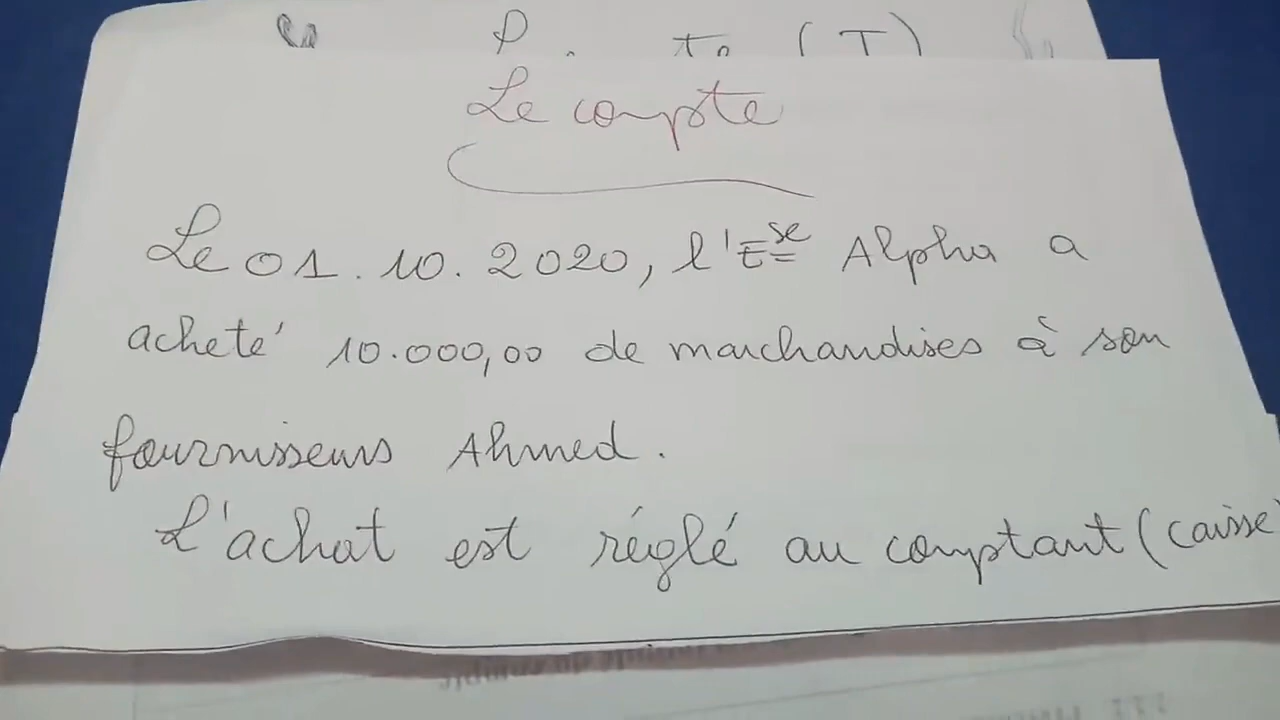 (T)
Le compte
Le 01.10.2020, l'Ese Alpha a
acheté 10.000,00 de marchandises à son
fournisseurs Ahmed.
L'achat est réglé au comptant (caisse)